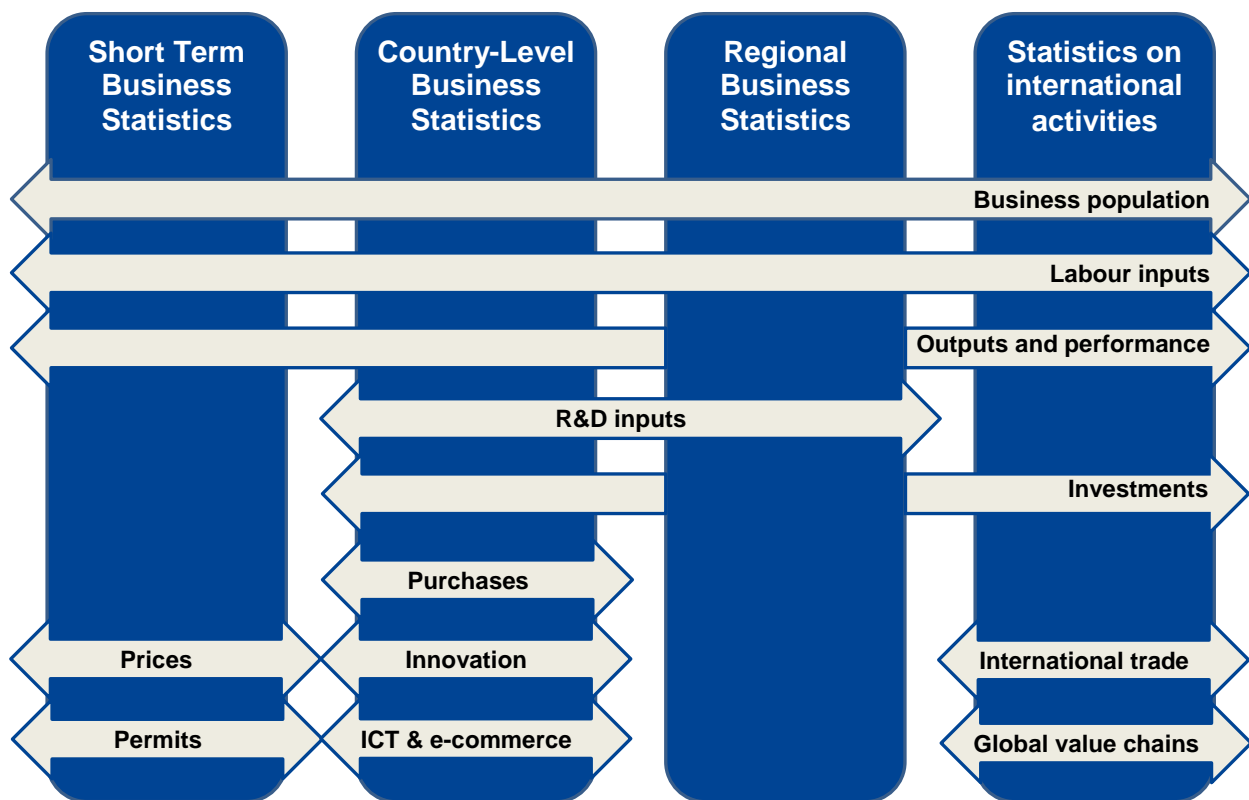 Short Term
Business
Statistics
Country-Level
Business
Statistics
Regional
Business
Statistics
Statistics on
international
activities
Business population
Labour inputs
Outputs and performance
R&D inputs
Investments
Purchases
Prices
Innovation
International trade
Permits
ICT & e-commerce
Global value chains